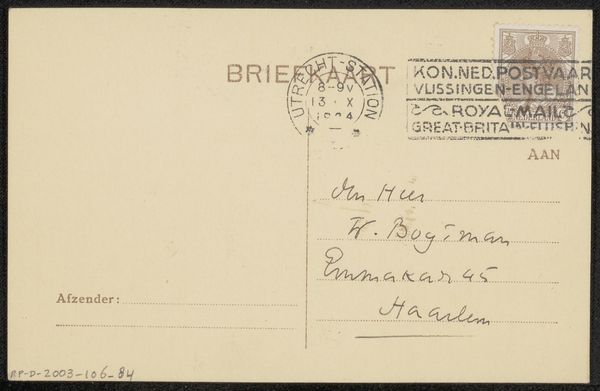 BRIEFKAART
UTRECHT-STATION
8-9V
13 X
1924
KON. NED. POSTVAAR
VLISSINGEN-ENGELAN
ROYAL MAIL
GREAT-BRITA
AAN
den Heer
W. Bogtman
Emmakade 45
Haarlem
Afzender:
RP-D-2003-106-84